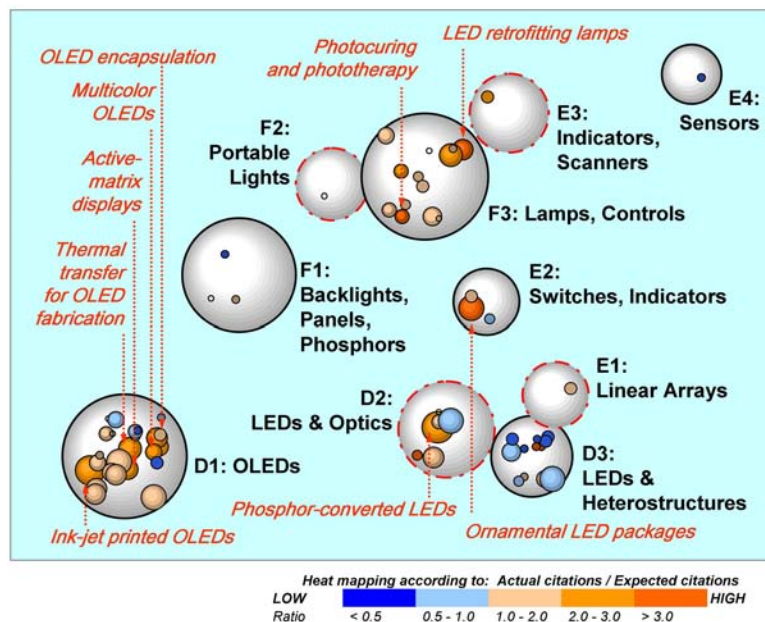 OLED encapsulation
Multicolor
OLEDs
Active-
matrix
displays
Thermal
transfer
for OLED
fabrication
Photocuring
and phototherapy
LED retrofitting lamps
E4:
Sensors
E3:
Indicators,
Scanners
F2:
Portable
Lights
F3: Lamps, Controls
F1:
Backlights,
Panels,
Phosphors
E2:
Switches, Indicators
E1:
Linear Arrays
D2:
LEDs & Optics
D1: OLEDs
D3:
LEDs &
Heterostructures
Phosphor-converted LEDs
Ornamental LED packages
Ink-jet printed OLEDs
Heat mapping according to: Actual citations / Expected citations
LOW HIGH
Ratio < 0.5 0.5 - 1.0 1.0 - 2.0 2.0 - 3.0 > 3.0